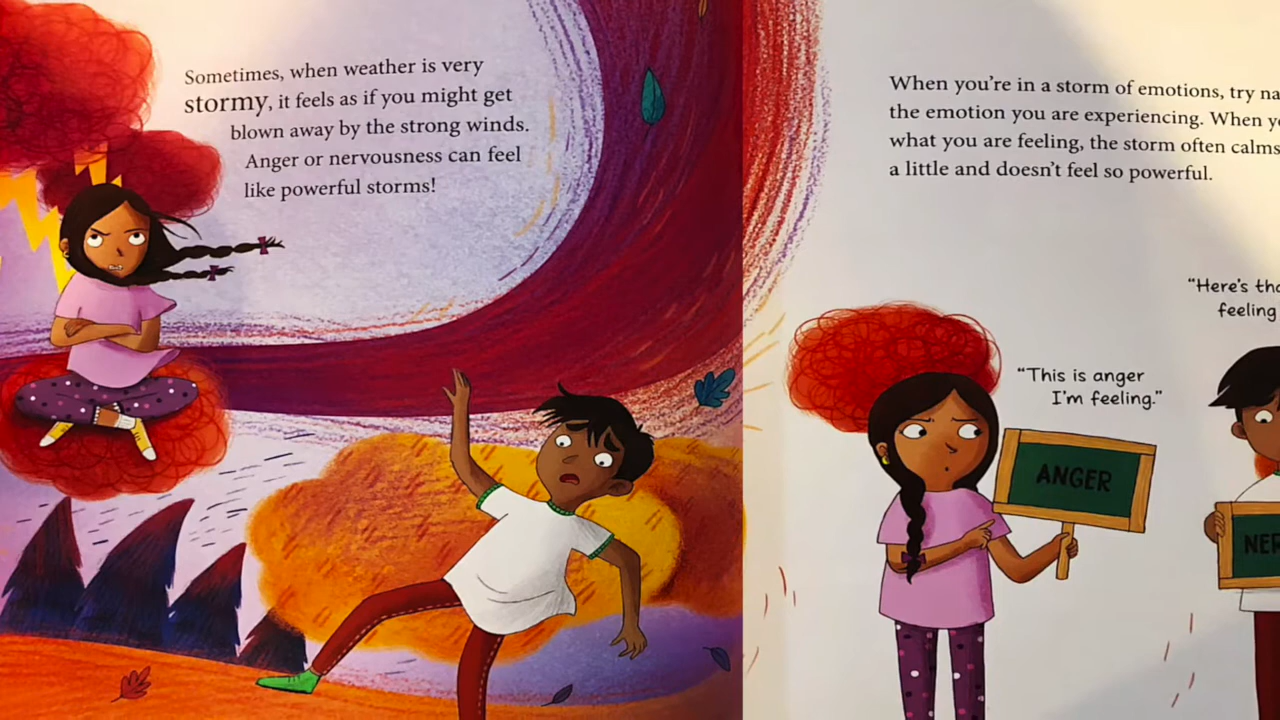 Sometimes, when weather is very
stormy, it feels as if you might get
blown away by the strong winds.
Anger or nervousness can feel
like powerful storms!
When you're in a storm of emotions, try
the emotion you are experiencing. When
what you are feeling, the storm often calms
a little and doesn't feel so powerful.
"Here's
feeling
"This is anger
I'm feeling."
ANGER